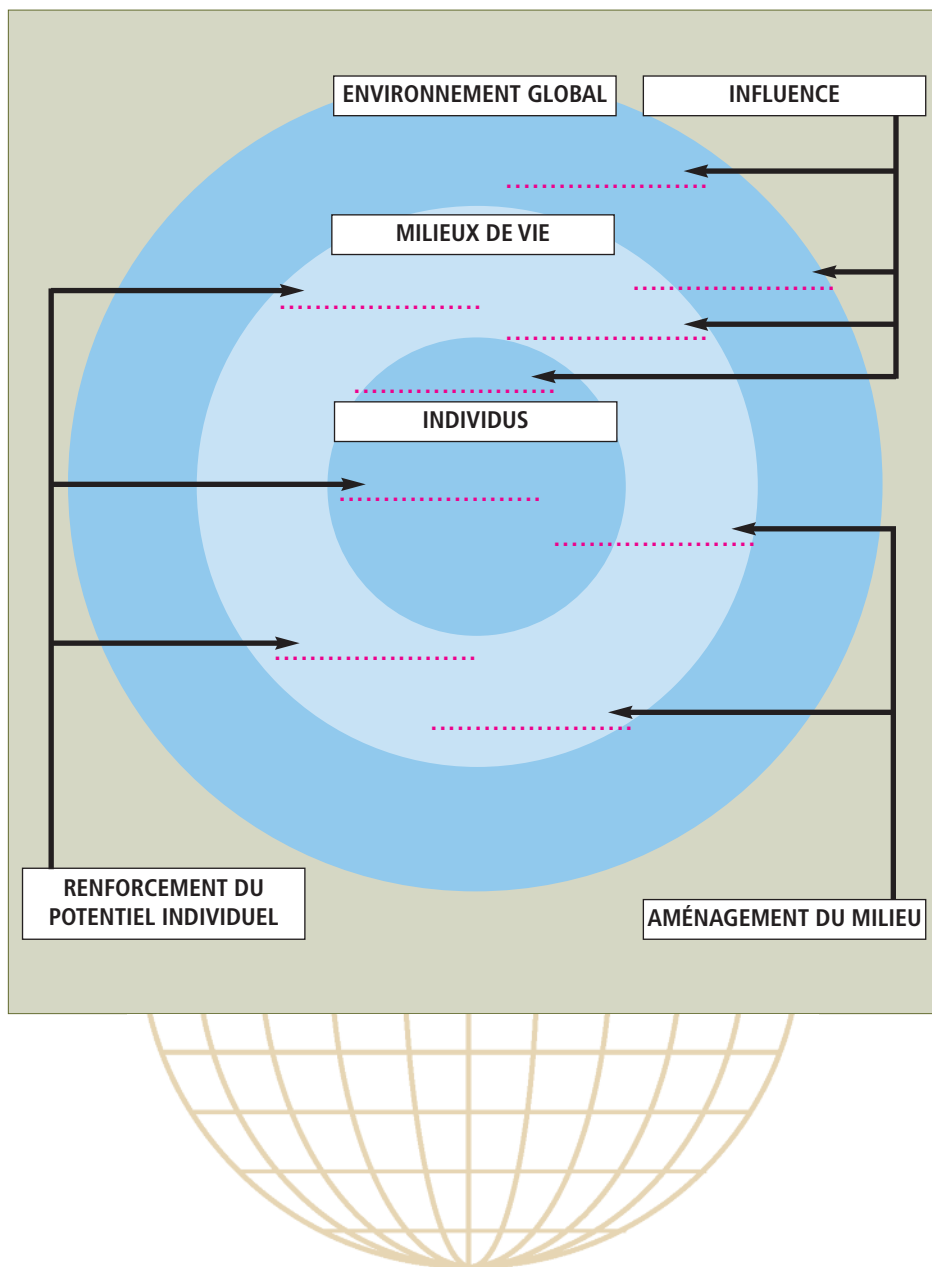 ENVIRONNEMENT GLOBAL
INFLUENCE
MILIEUX DE VIE
INDIVIDUS
RENFORCEMENT DU
POTENTIEL INDIVIDUEL
AMÉNAGEMENT DU MILIEU